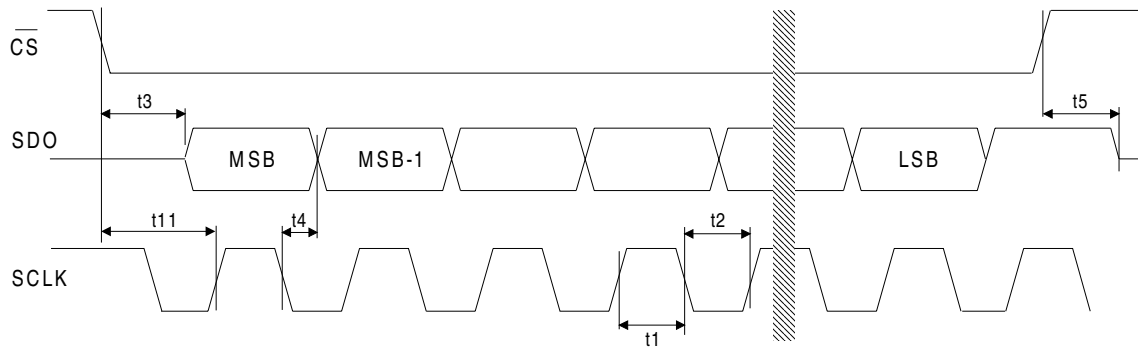 CS
t3
t5
SDO
MSB
MSB-1
LSB
t11
t4
t2
SCLK
t1